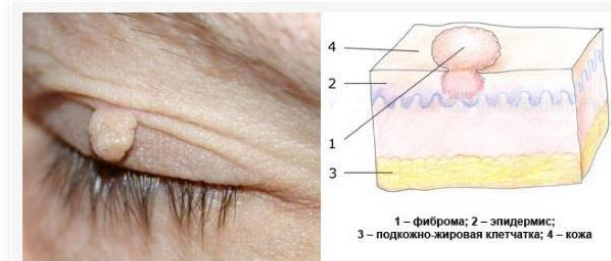 4
2
1
3
1 – фиброма; 2 – эпидермис;
3 – подкожно-жировая клетчатка; 4 – кожа